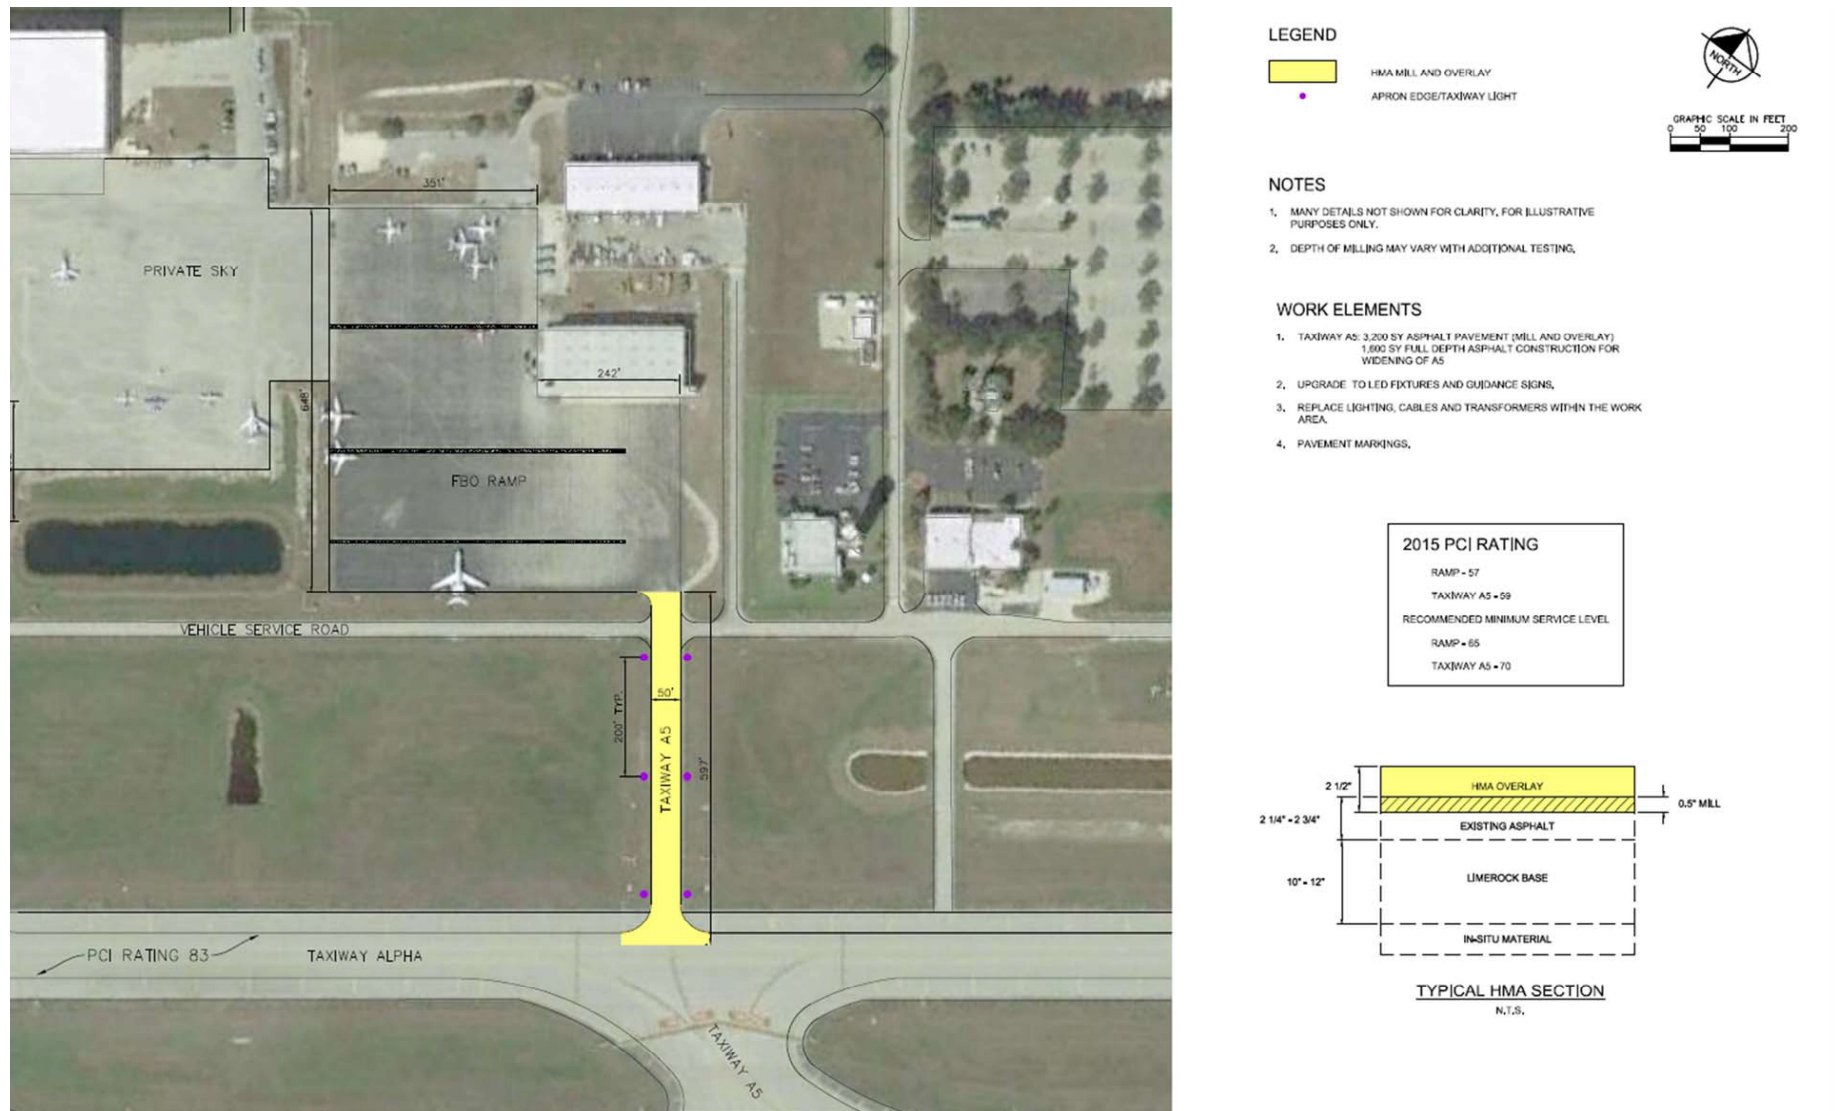 351'
PRIVATE SKY
242'
648'
FBO RAMP
VEHICLE SERVICE ROAD
50'
200' TYP.
TAXIWAY A5
597'
PCI RATING 83
TAXIWAY ALPHA
TAXIWAY A5
LEGEND
HMA MILL AND OVERLAY
APRON EDGE/TAXIWAY LIGHT
NORTH
GRAPHIC SCALE IN FEET
0 50 100 200
NOTES
1. MANY DETAILS NOT SHOWN FOR CLARITY, FOR ILLUSTRATIVE
PURPOSES ONLY.
2. DEPTH OF MILLING MAY VARY WITH ADDITIONAL TESTING.
WORK ELEMENTS
1. TAXIWAY A5: 3,200 SY ASPHALT PAVEMENT (MILL AND OVERLAY)
1,600 SY FULL DEPTH ASPHALT CONSTRUCTION FOR
WIDENING OF A5
2. UPGRADE TO LED FIXTURES AND GUIDANCE SIGNS.
3. REPLACE LIGHTING, CABLES AND TRANSFORMERS WITHIN THE WORK
AREA.
4. PAVEMENT MARKINGS.
2015 PCI RATING
RAMP - 57
TAXIWAY A5 - 59
RECOMMENDED MINIMUM SERVICE LEVEL
RAMP - 65
TAXIWAY A5 - 70
2 1/2"
HMA OVERLAY
0.5" MILL
2 1/4" - 2 3/4"
EXISTING ASPHALT
10" - 12"
LIMEROCK BASE
IN-SITU MATERIAL
TYPICAL HMA SECTION
N.T.S.